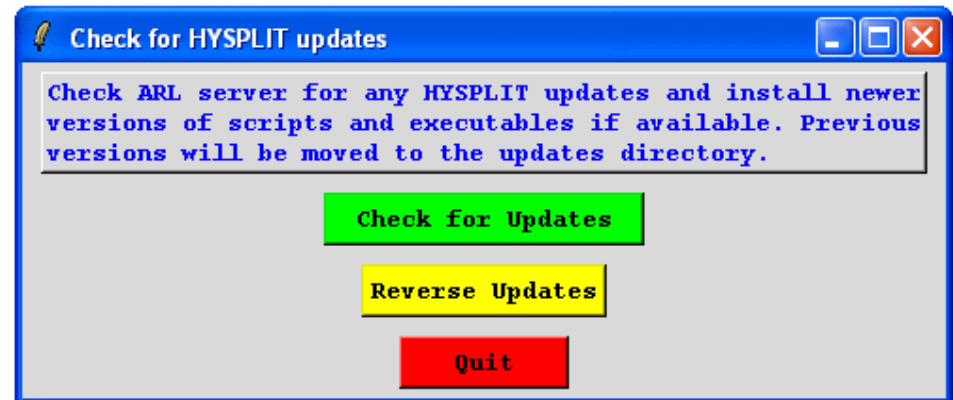 Check for HYSPLIT updates
Check ARL server for any HYSPLIT updates and install newer
versions of scripts and executables if available. Previous
versions will be moved to the updates directory.
Check for Updates
Reverse Updates
Quit